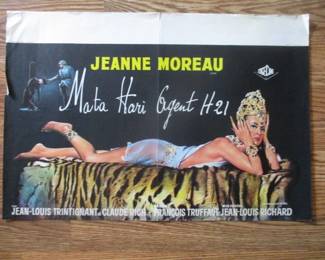 JEANNE MOREAU
Mata Hari Agent H21
JEAN-LOUIS TRINTIGNANT CLAUDE RICH FRANÇOIS TRUFFAUT JEAN-LOUIS RICHARD